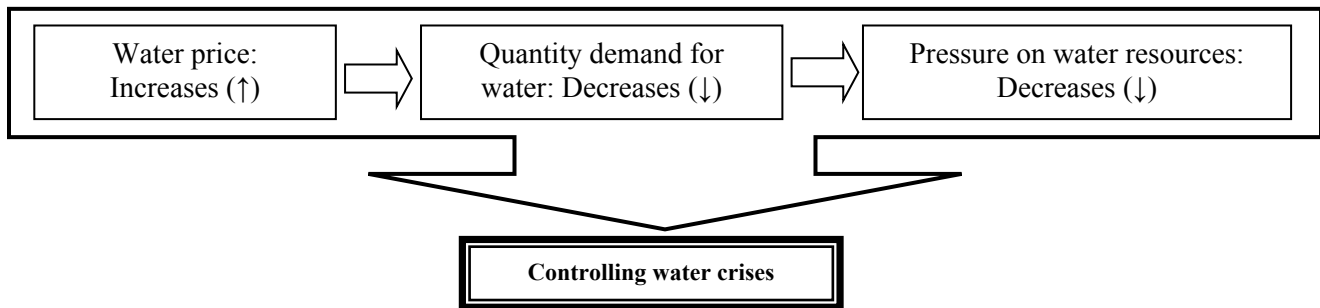 Water price:
Increases (↑)
Quantity demand for
water: Decreases (↓)
Pressure on water resources:
Decreases (↓)
Controlling water crises